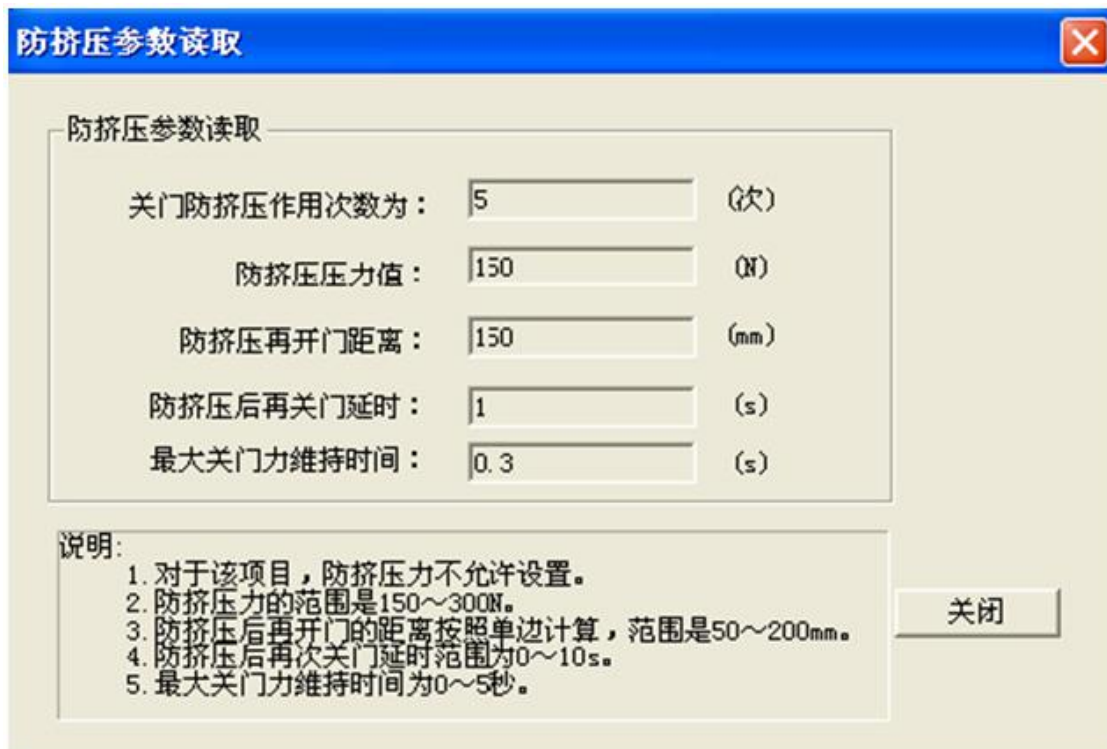 防挤压参数读取
防挤压参数读取
关门防挤压作用次数为： 5 (次)
防挤压压力值： 150 (N)
防挤压再开门距离： 150 (mm)
防挤压后再关门延时： 1 (s)
最大关门力维持时间： 0.3 (s)
说明:
1.对于该项目，防挤压力不允许设置。
2.防挤压力的范围是150～300N。
3.防挤压后再开门的距离按照单边计算，范围是50～200mm。
4.防挤压后再次关门延时范围为0～10s。
5.最大关门力维持时间为0～5秒。
关闭